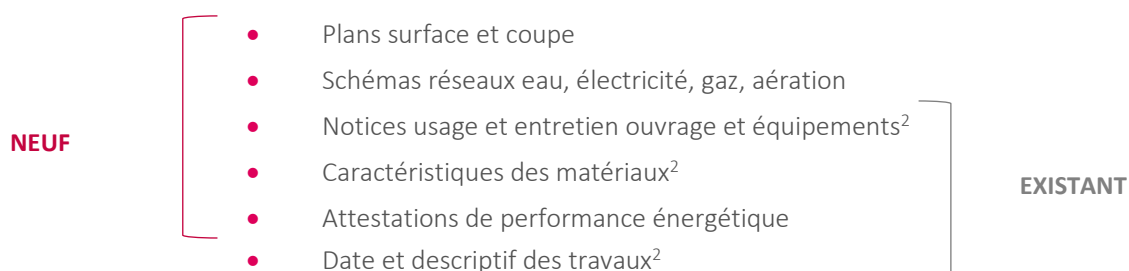 Plans surface et coupe
Schémas réseaux eau, électricité, gaz, aération
NEUF
Notices usage et entretien ouvrage et équipements²
Caractéristiques des matériaux²
EXISTANT
Attestations de performance énergétique
Date et descriptif des travaux²